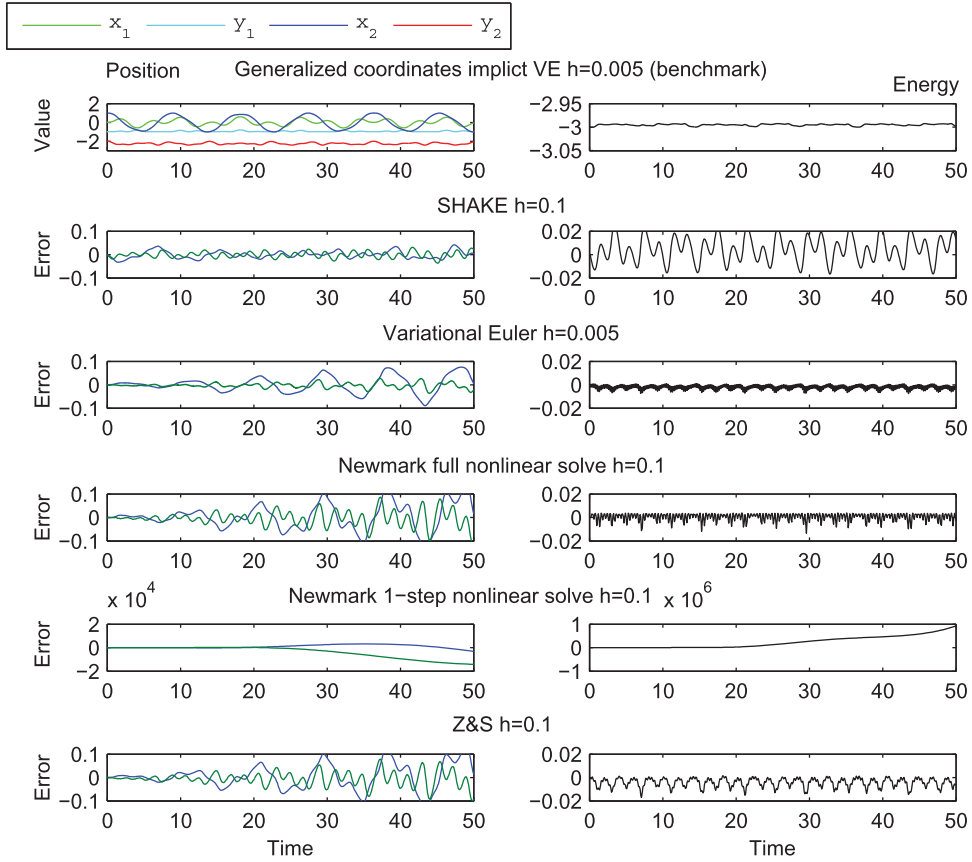 x1 y1 x2 y2
Position Generalized coordinates implict VE h=0.005 (benchmark) Energy
Value
2
0
−2
0 10 20 30 40 50
−2.95
−3
−3.05
0 10 20 30 40 50
SHAKE h=0.1
Error
0.1
0
−0.1
0 10 20 30 40 50
0.02
0
−0.02
0 10 20 30 40 50
Variational Euler h=0.005
Error
0.1
0
−0.1
0 10 20 30 40 50
0.02
0
−0.02
0 10 20 30 40 50
Newmark full nonlinear solve h=0.1
Error
0.1
0
−0.1
0 10 20 30 40 50
0.02
0
−0.02
0 10 20 30 40 50
x 10^4 Newmark 1−step nonlinear solve h=0.1 x 10^6
Error
2
0
−2
0 10 20 30 40 50
1
0
−1
0 10 20 30 40 50
Z&S h=0.1
Error
0.1
0
−0.1
0 10 20 30 40 50
Time
0.02
0
−0.02
0 10 20 30 40 50
Time